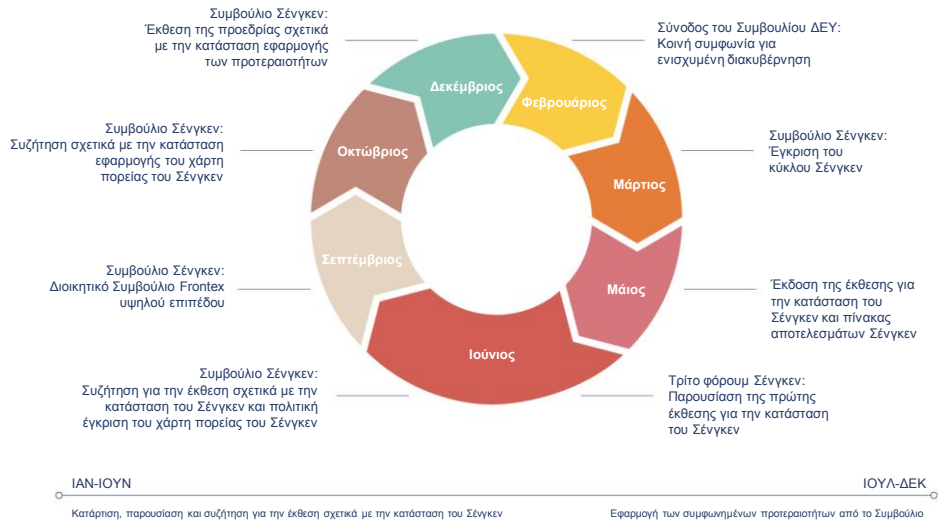 Συμβούλιο Σένγκεν:
Έκθεση της προεδρίας σχετικά
με την κατάσταση εφαρμογής
των προτεραιοτήτων
Σύνοδος του Συμβουλίου ΔΕΥ:
Κοινή συμφωνία για
ενισχυμένη διακυβέρνηση
Δεκέμβριος
Φεβρουάριος
Συμβούλιο Σένγκεν:
Συζήτηση σχετικά με την κατάσταση
εφαρμογής του χάρτη
πορείας του Σένγκεν
Οκτώβριος
Μάρτιος
Συμβούλιο Σένγκεν:
Έγκριση του
κύκλου Σένγκεν
Συμβούλιο Σένγκεν:
Διοικητικό Συμβούλιο Frontex
υψηλού επιπέδου
Σεπτέμβριος
Μάιος
Έκδοση της έκθεσης για
την κατάσταση του
Σένγκεν και πίνακας
αποτελεσμάτων Σένγκεν
Ιούνιος
Συμβούλιο Σένγκεν:
Συζήτηση για την έκθεση σχετικά με την
κατάσταση του Σένγκεν και πολιτική
έγκριση του χάρτη πορείας του Σένγκεν
Τρίτο φόρουμ Σένγκεν:
Παρουσίαση της πρώτης
έκθεσης για την κατάσταση
του Σένγκεν
ΙΑΝ-ΙΟΥΝ
ΙΟΥΛ-ΔΕΚ
Κατάρτιση, παρουσίαση και συζήτηση για την έκθεση σχετικά με την κατάσταση του Σένγκεν
Εφαρμογή των συμφωνημένων προτεραιοτήτων από το Συμβούλιο